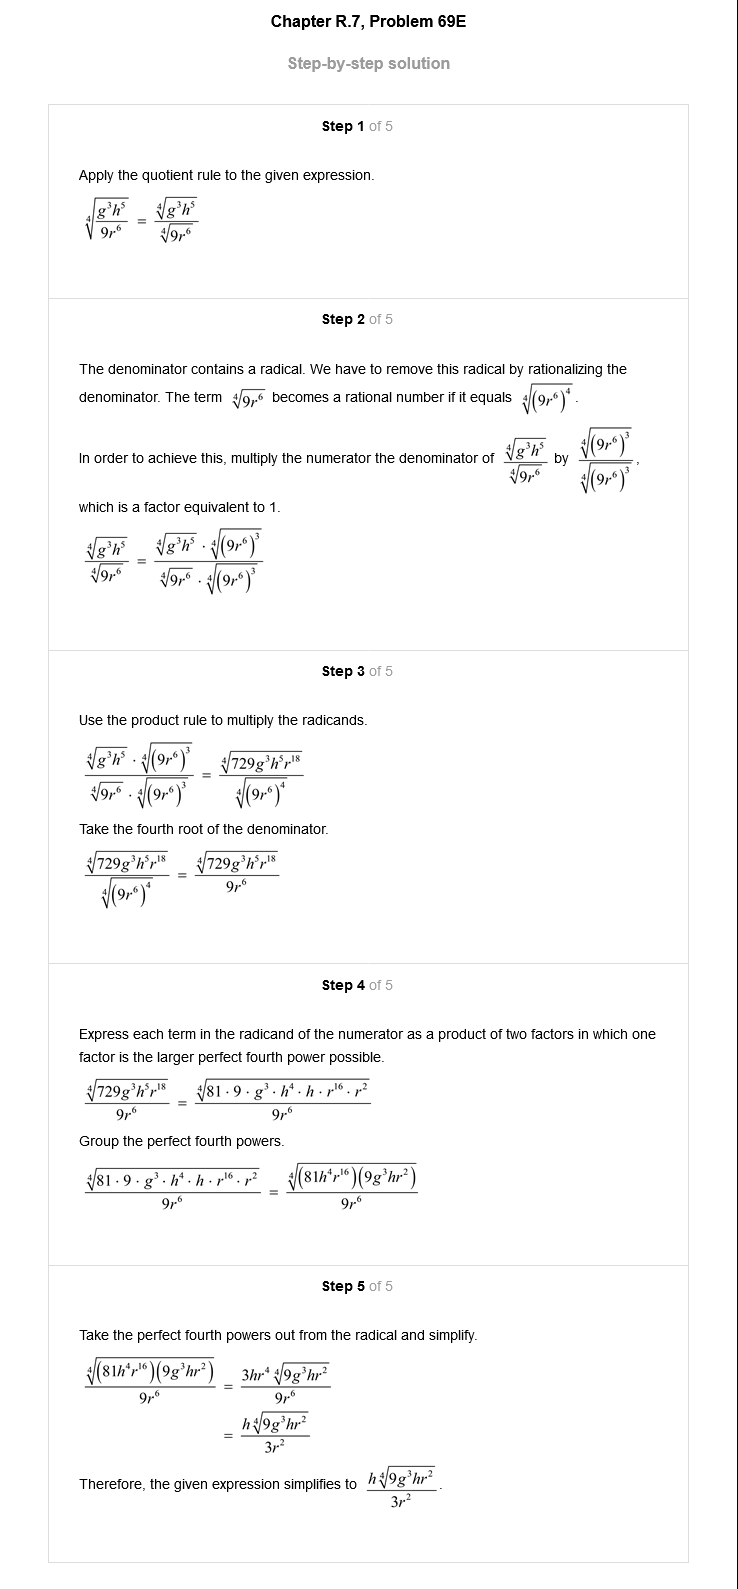 Chapter R.7, Problem 69E
Step-by-step solution
Step 1 of 5
Apply the quotient rule to the given expression.
\sqrt[4]{\frac{g^3h^5}{9r^6}} = \frac{\sqrt[4]{g^3h^5}}{\sqrt[4]{9r^6}}
Step 2 of 5
The denominator contains a radical. We have to remove this radical by rationalizing the
denominator. The term \sqrt[4]{9r^6} becomes a rational number if it equals \sqrt[4]{(9r^6)^4}.
In order to achieve this, multiply the numerator the denominator of \frac{\sqrt[4]{g^3h^5}}{\sqrt[4]{9r^6}} by \frac{\sqrt[4]{(9r^6)^3}}{\sqrt[4]{(9r^6)^3}},
which is a factor equivalent to 1.
\frac{\sqrt[4]{g^3h^5}}{\sqrt[4]{9r^6}} = \frac{\sqrt[4]{g^3h^5} \cdot \sqrt[4]{(9r^6)^3}}{\sqrt[4]{9r^6} \cdot \sqrt[4]{(9r^6)^3}}
Step 3 of 5
Use the product rule to multiply the radicands.
\frac{\sqrt[4]{g^3h^5} \cdot \sqrt[4]{(9r^6)^3}}{\sqrt[4]{9r^6} \cdot \sqrt[4]{(9r^6)^3}} = \frac{\sqrt[4]{729g^3h^5r^{18}}}{\sqrt[4]{(9r^6)^4}}
Take the fourth root of the denominator.
\frac{\sqrt[4]{729g^3h^5r^{18}}}{\sqrt[4]{(9r^6)^4}} = \frac{\sqrt[4]{729g^3h^5r^{18}}}{9r^6}
Step 4 of 5
Express each term in the radicand of the numerator as a product of two factors in which one
factor is the larger perfect fourth power possible.
\frac{\sqrt[4]{729g^3h^5r^{18}}}{9r^6} = \frac{\sqrt[4]{81 \cdot 9 \cdot g^3 \cdot h^4 \cdot h \cdot r^{16} \cdot r^2}}{9r^6}
Group the perfect fourth powers.
\frac{\sqrt[4]{81 \cdot 9 \cdot g^3 \cdot h^4 \cdot h \cdot r^{16} \cdot r^2}}{9r^6} = \frac{\sqrt[4]{(81h^4r^{16})(9g^3hr^2)}}{9r^6}
Step 5 of 5
Take the perfect fourth powers out from the radical and simplify.
\frac{\sqrt[4]{(81h^4r^{16})(9g^3hr^2)}}{9r^6} = \frac{3hr^4\sqrt[4]{9g^3hr^2}}{9r^6}
= \frac{h\sqrt[4]{9g^3hr^2}}{3r^2}
Therefore, the given expression simplifies to \frac{h\sqrt[4]{9g^3hr^2}}{3r^2}.